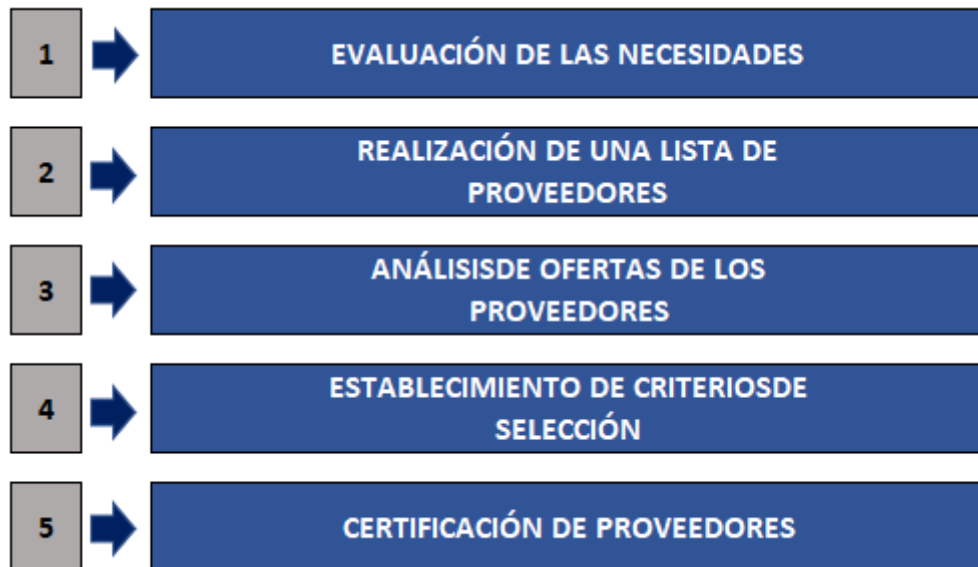 1
EVALUACIÓN DE LAS NECESIDADES
2
REALIZACIÓN DE UNA LISTA DE
PROVEEDORES
3
ANÁLISISDE OFERTAS DE LOS
PROVEEDORES
4
ESTABLECIMIENTO DE CRITERIOSDE
SELECCIÓN
5
CERTIFICACIÓN DE PROVEEDORES